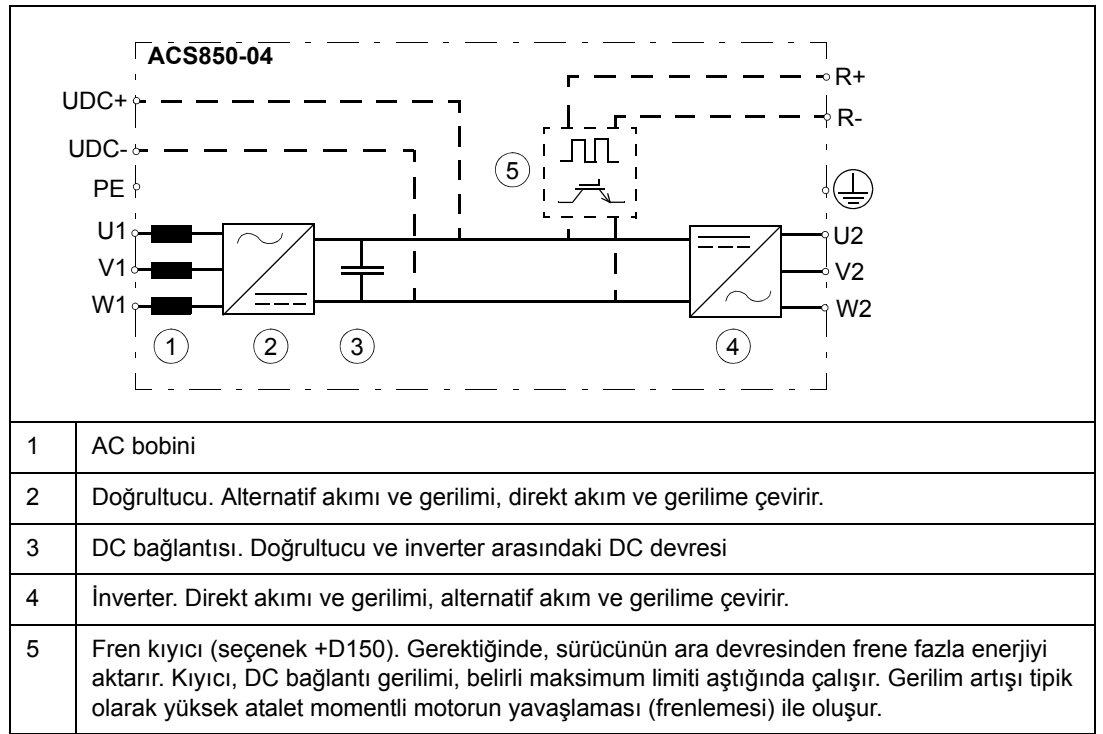 ACS850-04
R+
UDC+
R-
UDC-
5
PE
U1
U2
V1
V2
W1
W2
1
2
3
4
1 AC bobini
2 Doğrultucu. Alternatif akımı ve gerilimi, direkt akım ve gerilime çevirir.
3 DC bağlantısı. Doğrultucu ve inverter arasındaki DC devresi
4 İnverter. Direkt akımı ve gerilimi, alternatif akım ve gerilime çevirir.
5 Fren kıyıcı (seçenek +D150). Gerektiğinde, sürücünün ara devresinden frene fazla enerjiyi
aktarır. Kıyıcı, DC bağlantı gerilimi, belirli maksimum limiti aştığında çalışır. Gerilim artışı tipik
olarak yüksek atalet momentli motorun yavaşlaması (frenlemesi) ile oluşur.